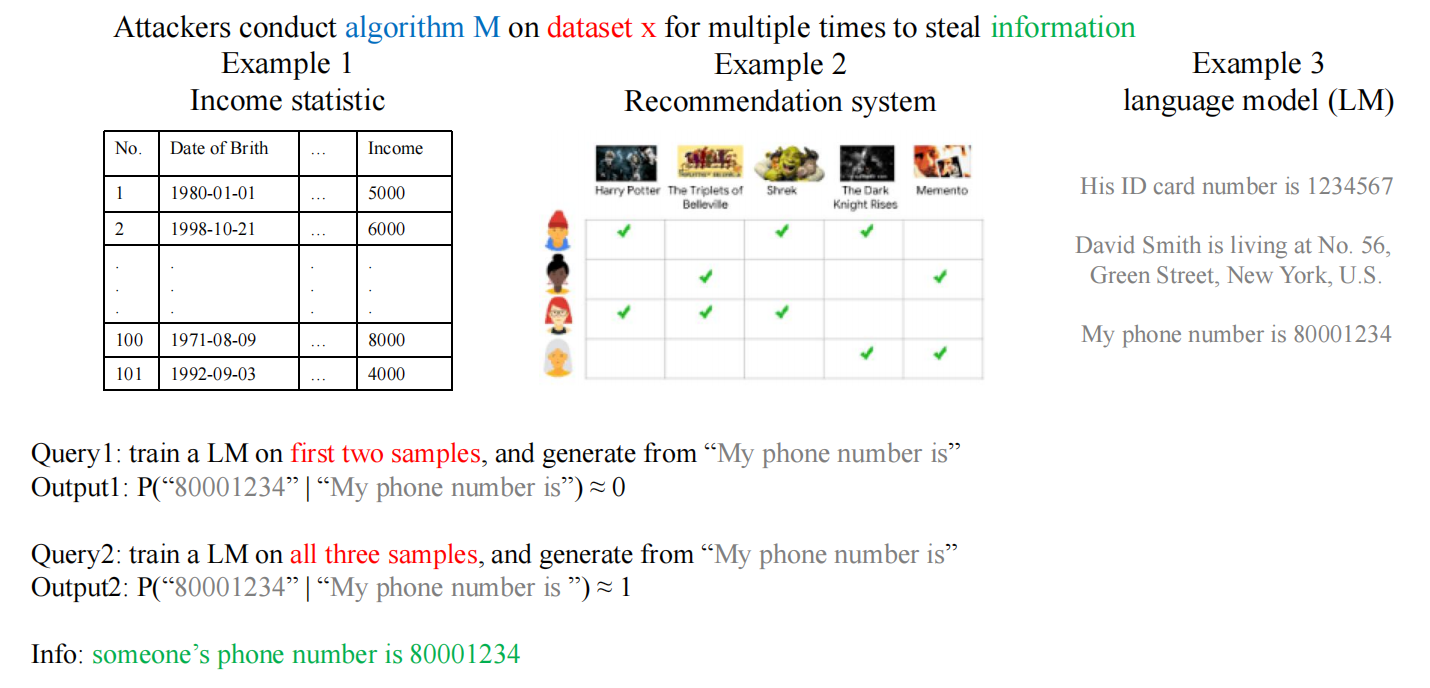 Attackers conduct algorithm M on dataset x for multiple times to steal information
Example 1
Income statistic
No. Date of Brith … Income
1 1980-01-01 … 5000
2 1998-10-21 … 6000
. . . .
. . . .
. . . .
100 1971-08-09 … 8000
101 1992-09-03 … 4000
Example 2
Recommendation system
Harry Potter The Triplets of Shrek The Dark Memento
Belleville Knight Rises
Example 3
language model (LM)
His ID card number is 1234567
David Smith is living at No. 56,
Green Street, New York, U.S.
My phone number is 80001234
Query1: train a LM on first two samples, and generate from “My phone number is”
Output1: P(“80001234” | “My phone number is”) ≈ 0
Query2: train a LM on all three samples, and generate from “My phone number is”
Output2: P(“80001234” | “My phone number is ”) ≈ 1
Info: someone’s phone number is 80001234